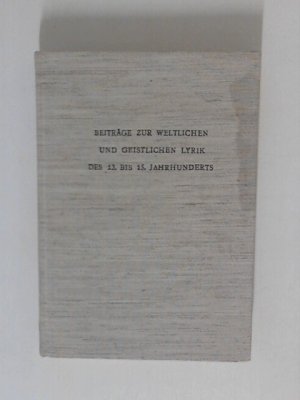 BEITRÄGE ZUR WELTLICHEN
UND GEISTLICHEN LYRIK
DES 13. BIS 15. JAHRHUNDERTS